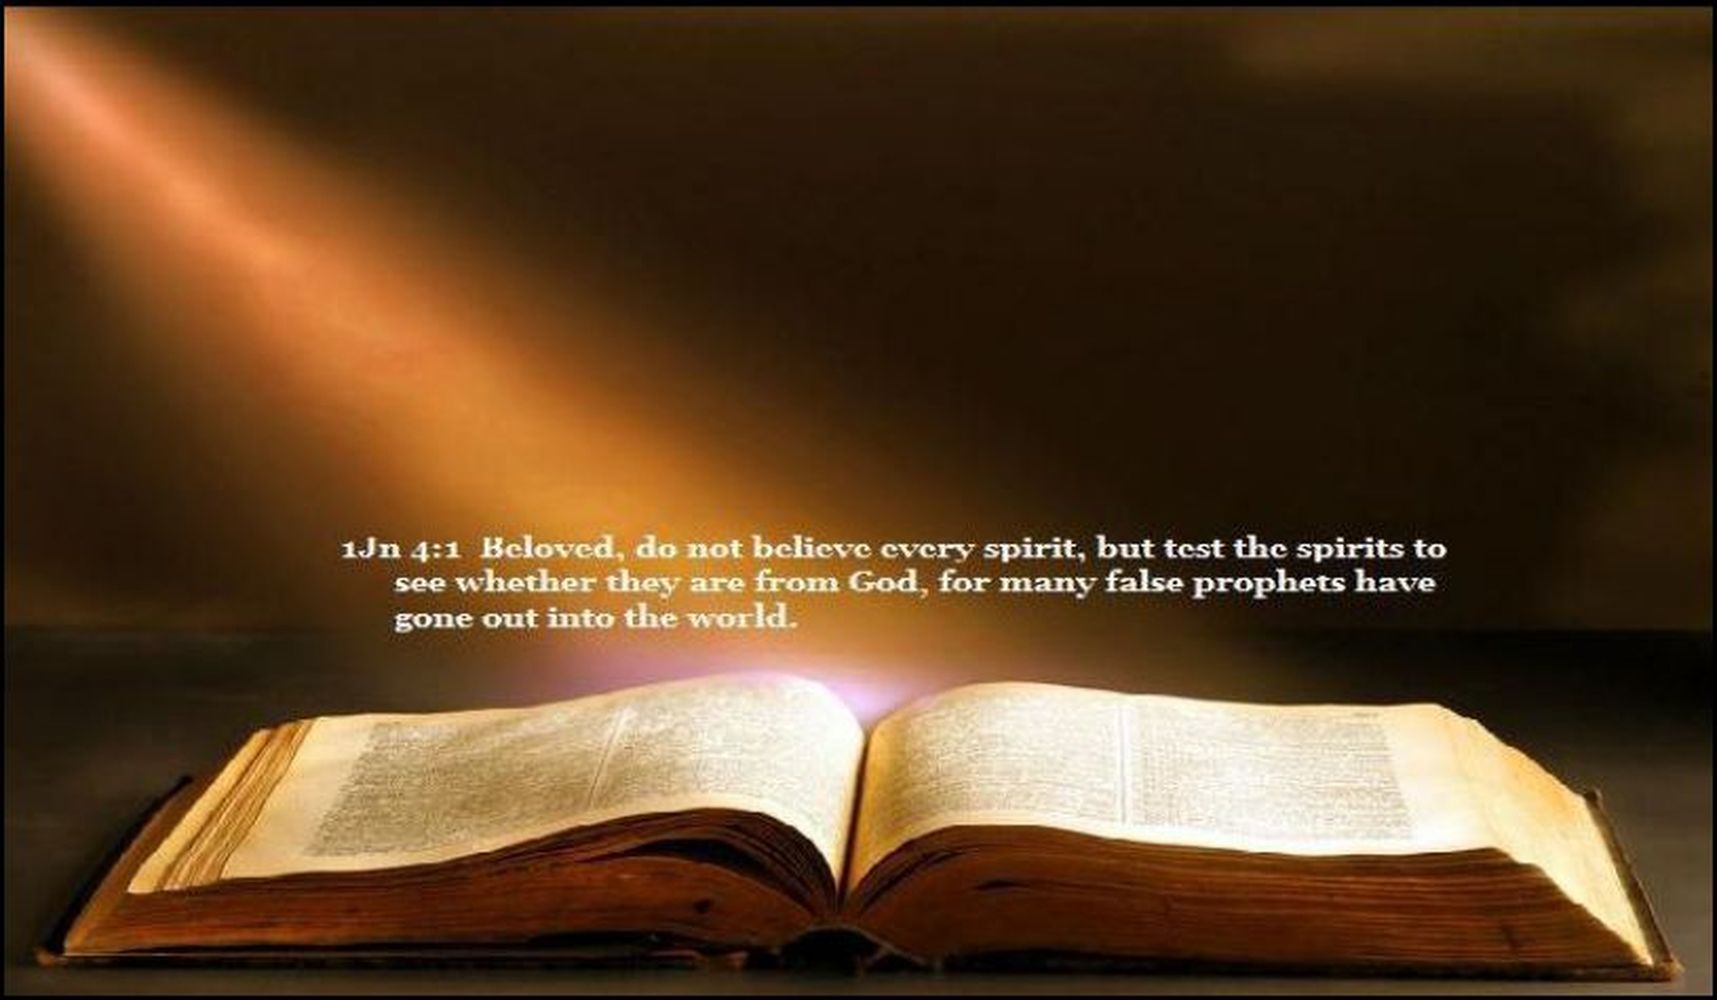 1Jn 4:1 Beloved, do not believe every spirit, but test the spirits to
see whether they are from God, for many false prophets have
gone out into the world.